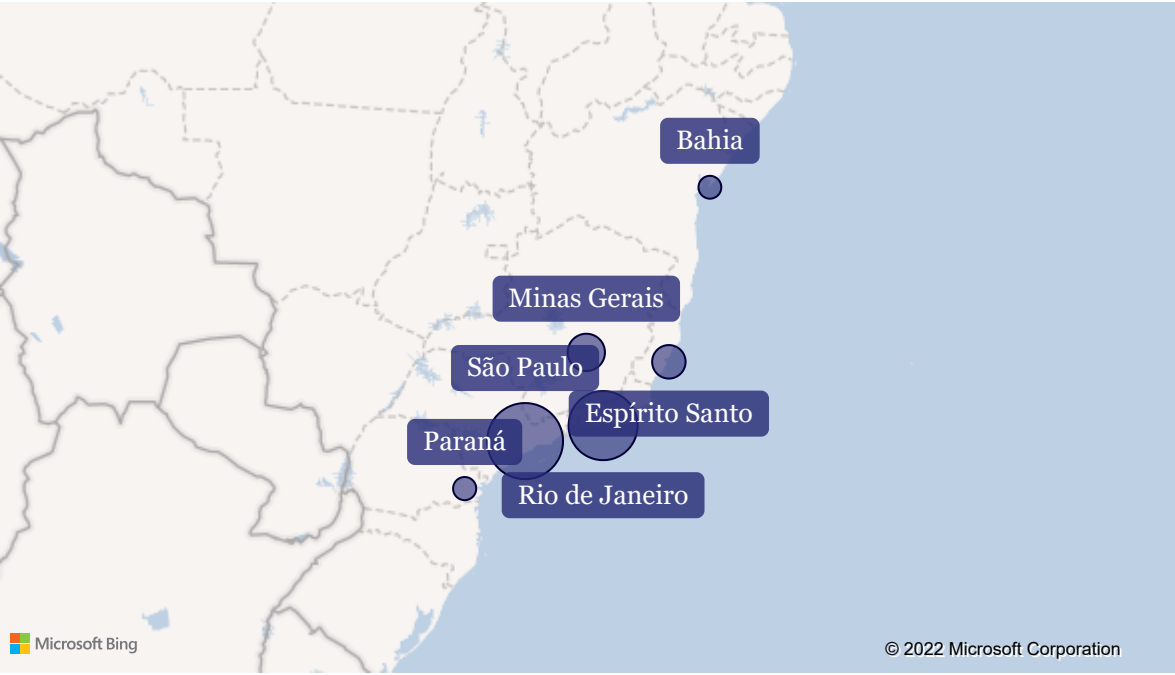 Bahia
Minas Gerais
São Paulo
Espírito Santo
Paraná
Rio de Janeiro
Microsoft Bing
© 2022 Microsoft Corporation